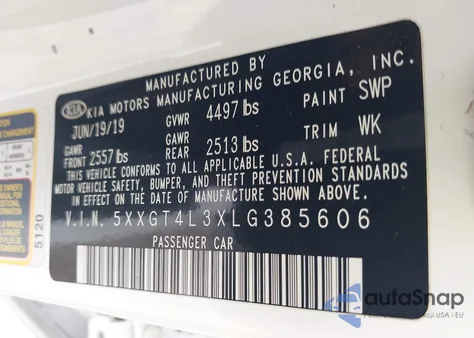 MANUFACTURED BY
KIA KIA MOTORS MANUFACTURING GEORGIA, INC.
JUN/19/19 GVWR 4497 lbs PAINT SWP
GAWR FRONT 2557 lbs GAWR REAR 2513 lbs TRIM WK
THIS VEHICLE CONFORMS TO ALL APPLICABLE U.S.A. FEDERAL
MOTOR VEHICLE SAFETY, BUMPER, AND THEFT PREVENTION STANDARDS
IN EFFECT ON THE DATE OF MANUFACTURE SHOWN ABOVE.
V.I.N. 5XXGT4L3XLG385606
PASSENGER CAR
5120
autaSnap